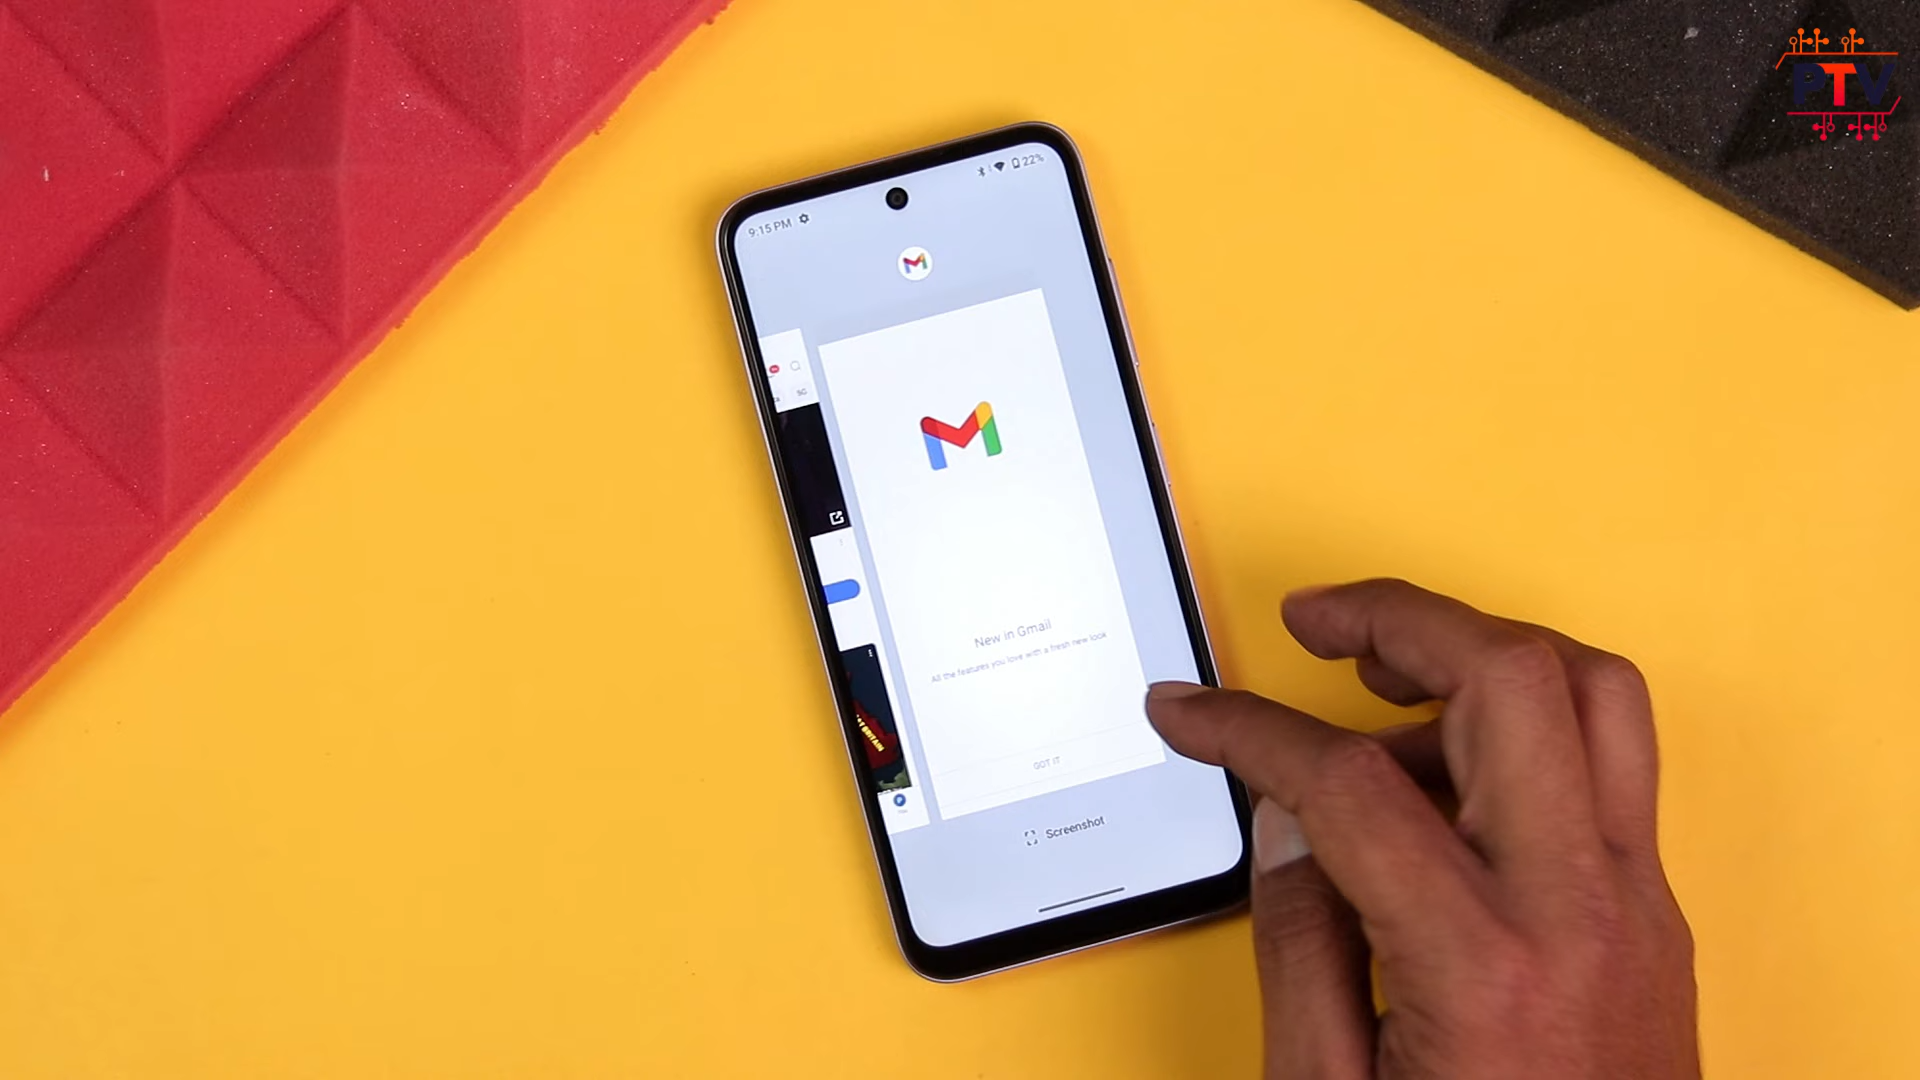 PTV
22%
9:15 PM
5G
New in Gmail
All the features you love with a fresh new look
GOT IT
Screenshot